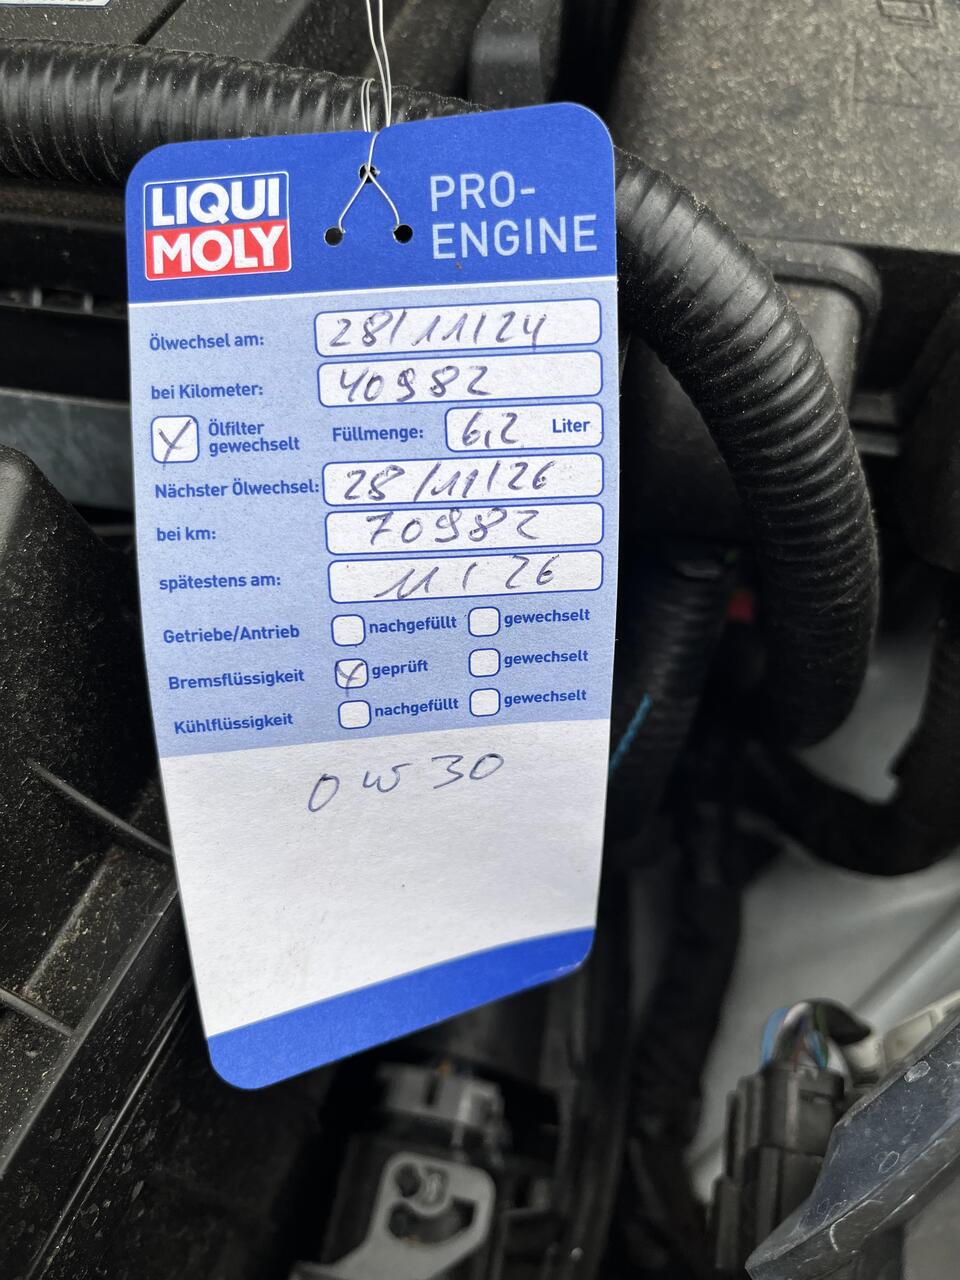 LIQUI
MOLY
PRO-
ENGINE
Ölwechsel am: 28/11/24
bei Kilometer: 40982
X Ölfilter gewechselt Füllmenge: 6,2 Liter
Nächster Ölwechsel: 28/11/26
bei km: 70982
spätestens am: 11/26
Getriebe/Antrieb nachgefüllt gewechselt
Bremsflüssigkeit X geprüft gewechselt
Kühlflüssigkeit nachgefüllt gewechselt
0W30